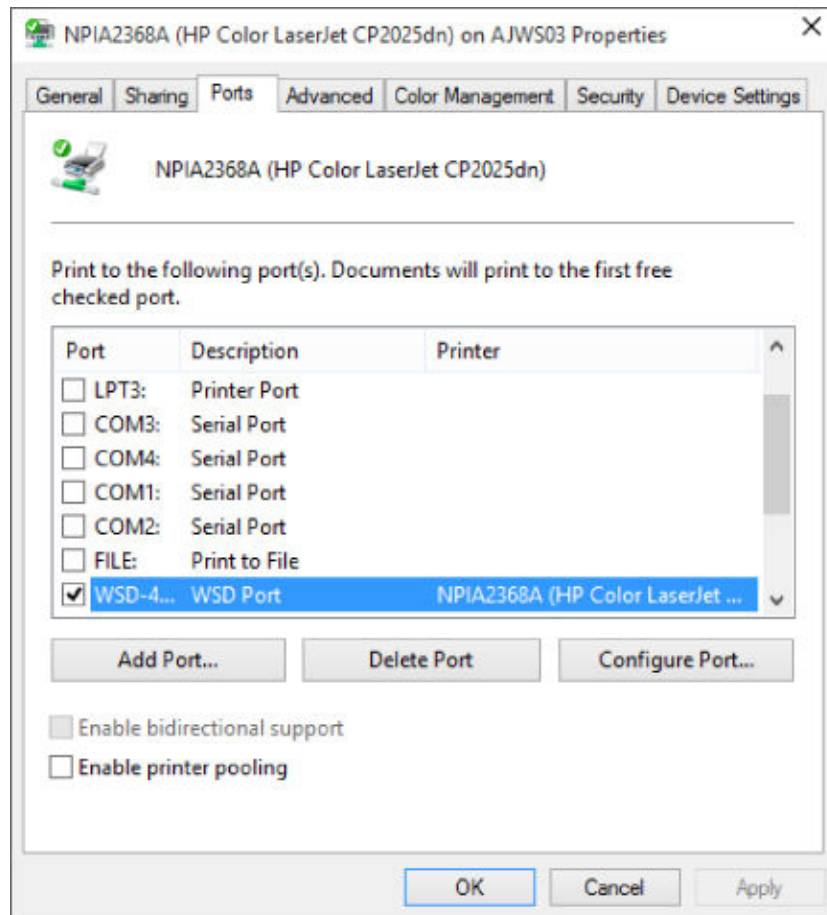 NPIA2368A (HP Color LaserJet CP2025dn) on AJWS03 Properties
General Sharing Ports Advanced Color Management Security Device Settings
NPIA2368A (HP Color LaserJet CP2025dn)
Print to the following port(s). Documents will print to the first free
checked port.
Port Description Printer
LPT3: Printer Port
COM3: Serial Port
COM4: Serial Port
COM1: Serial Port
COM2: Serial Port
FILE: Print to File
WSD-4... WSD Port NPIA2368A (HP Color LaserJet ...
Add Port... Delete Port Configure Port...
Enable bidirectional support
Enable printer pooling
OK Cancel Apply